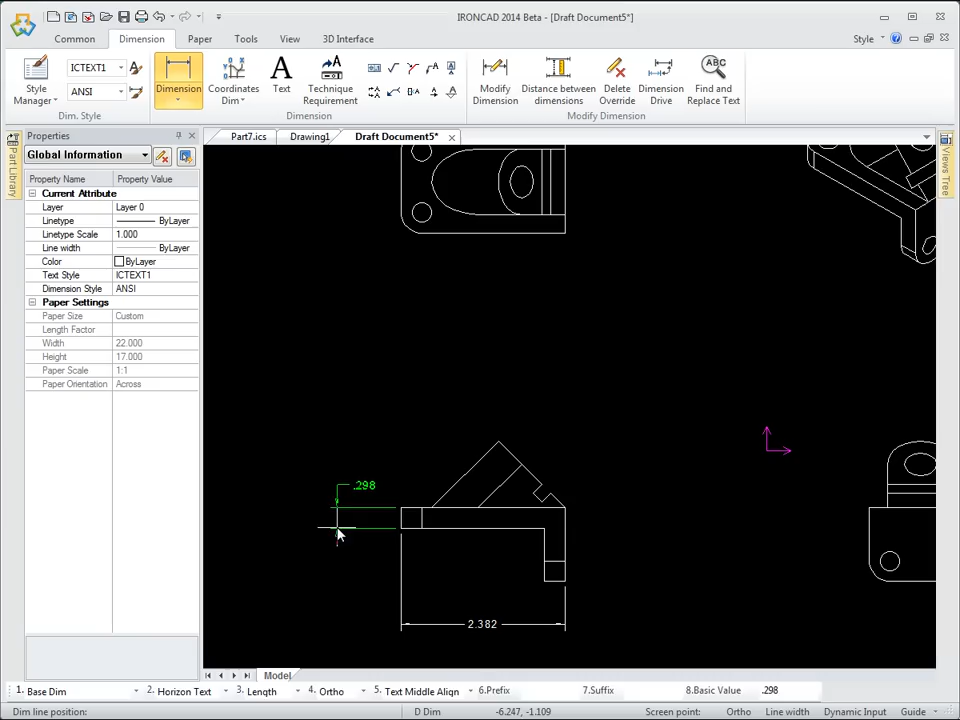 IRONCAD 2014 Beta - [Draft Document5*]
Common Dimension Paper Tools View 3D Interface Style
Style Manager
ICTEXT1
ANSI
Dim. Style
Dimension
Coordinates Dim
Text
Technique Requirement
Dimension
Modify Dimension
Distance between dimensions
Delete Override
Dimension Drive
Find and Replace Text
Modify Dimension
Properties
Part7.ics Drawing1 Draft Document5*
Part Library
Views Tree
Global Information
Property Name Property Value
Current Attribute
Layer Layer 0
Linetype ByLayer
Linetype Scale 1.000
Line width ByLayer
Color ByLayer
Text Style ICTEXT1
Dimension Style ANSI
Paper Settings
Paper Size Custom
Length Factor
Width 22.000
Height 17.000
Paper Scale 1:1
Paper Orientation Across
.298
2.382
Model
1. Base Dim 2. Horizon Text 3. Length 4. Ortho 5. Text Middle Align 6.Prefix 7.Suffix 8.Basic Value .298
Dim line position: D Dim -6.247, -1.109 Screen point: Ortho Line width Dynamic Input Guide